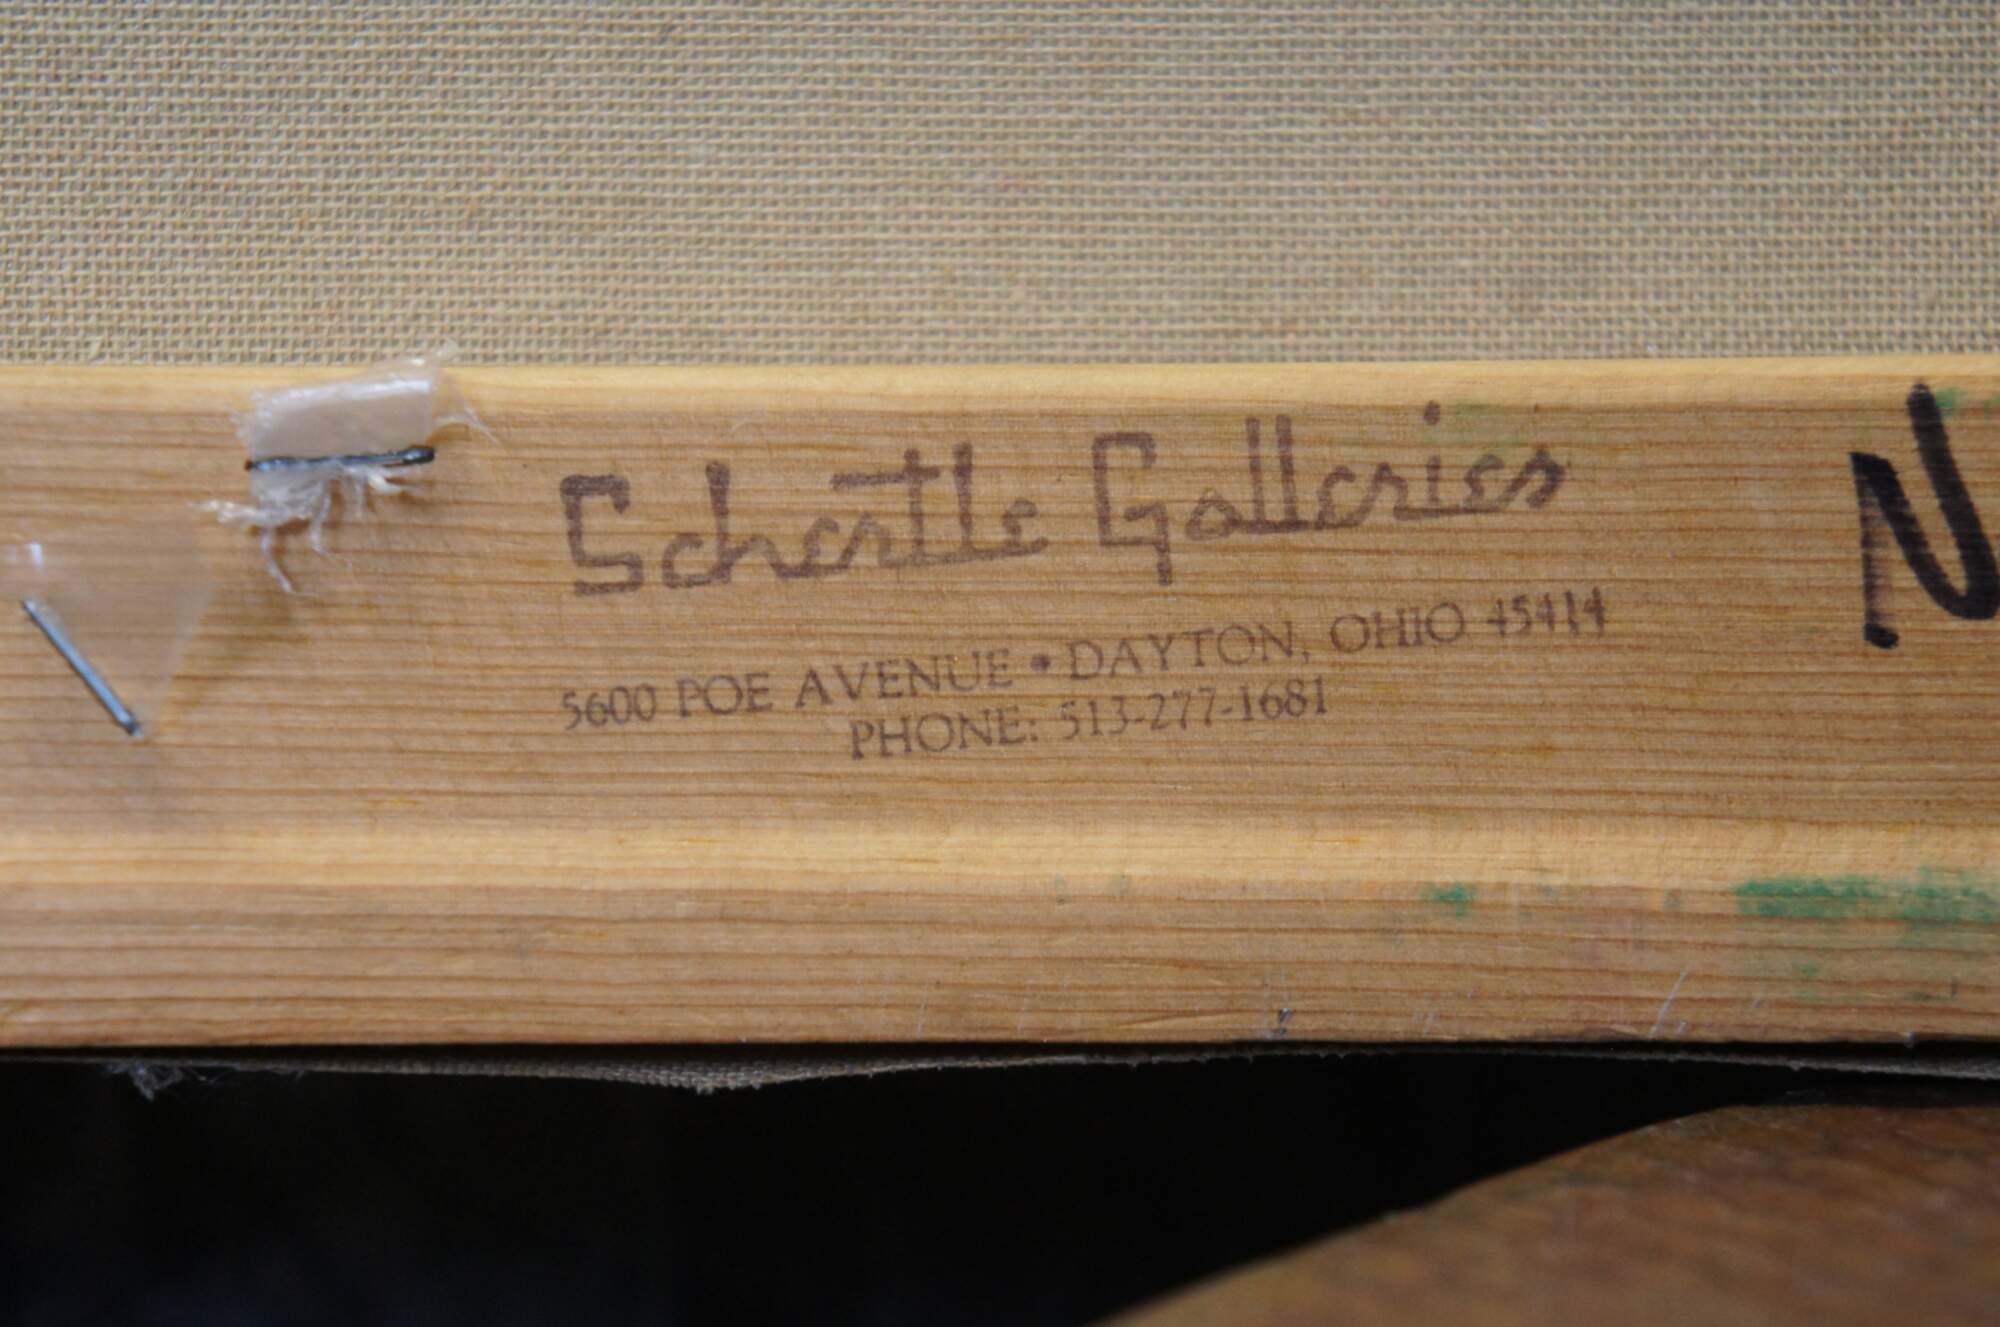 Schertle Galleries
5600 POE AVENUE • DAYTON, OHIO 45414
PHONE: 513-277-1681
N